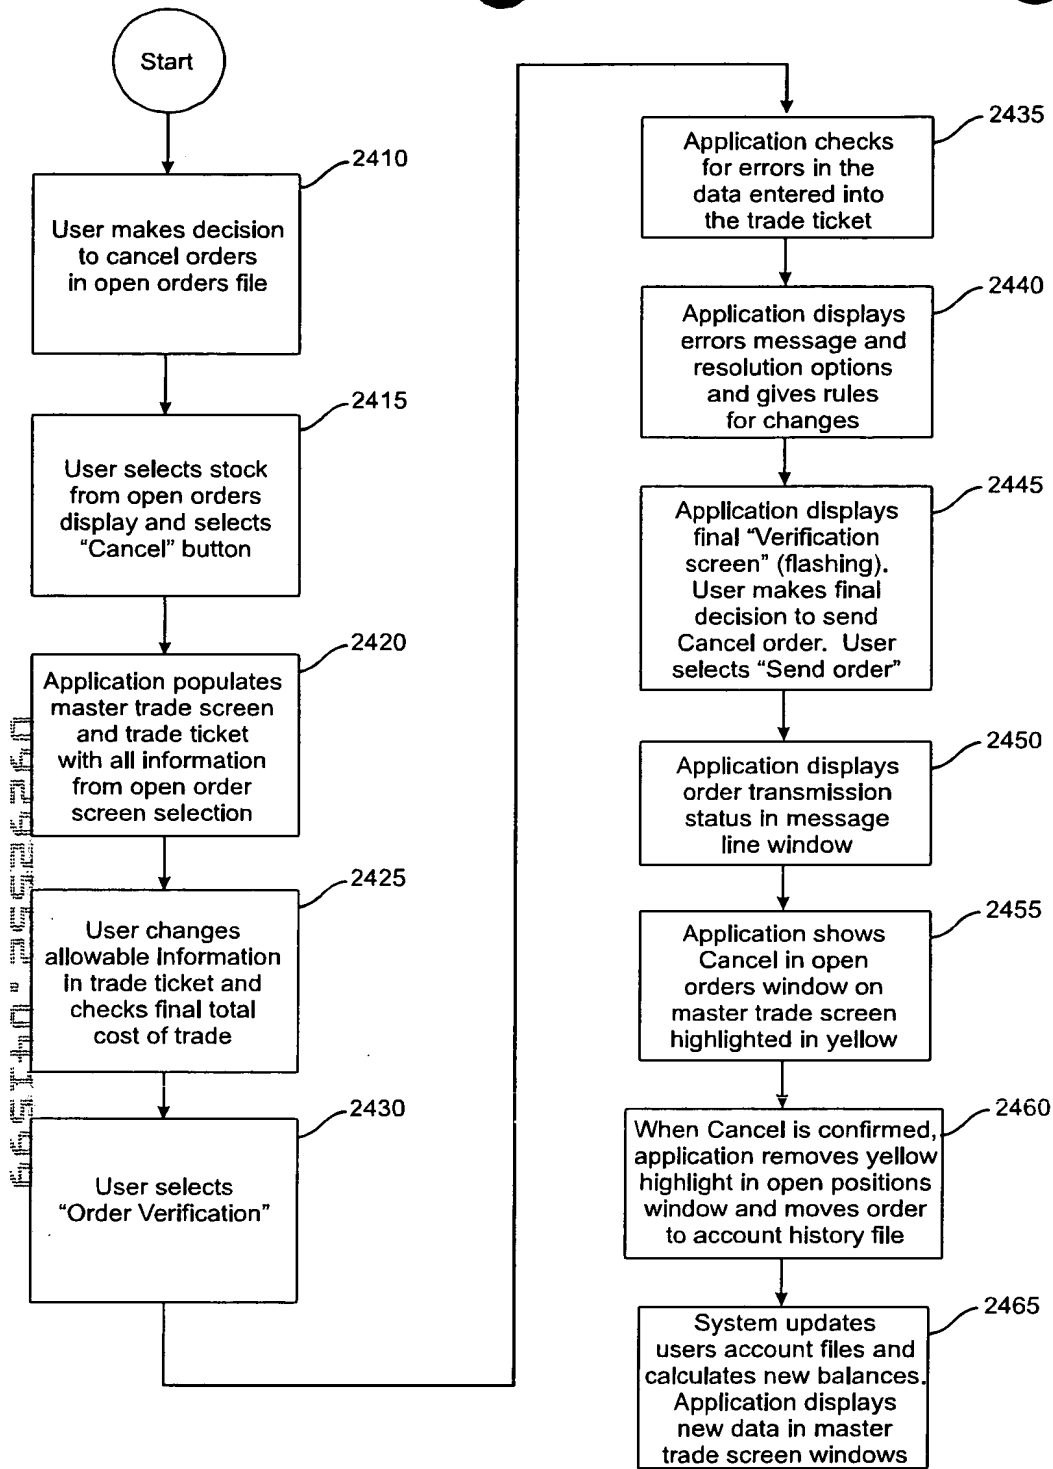 Start
2410
User makes decision
to cancel orders
in open orders file
2415
User selects stock
from open orders
display and selects
“Cancel” button
2420
Application populates
master trade screen
and trade ticket
with all information
from open order
screen selection
2425
User changes
allowable Information
in trade ticket and
checks final total
cost of trade
2430
User selects
“Order Verification”
2435
Application checks
for errors in the
data entered into
the trade ticket
2440
Application displays
errors message and
resolution options
and gives rules
for changes
2445
Application displays
final “Verification
screen” (flashing).
User makes final
decision to send
Cancel order. User
selects “Send order”
2450
Application displays
order transmission
status in message
line window
2455
Application shows
Cancel in open
orders window on
master trade screen
highlighted in yellow
2460
When Cancel is confirmed,
application removes yellow
highlight in open positions
window and moves order
to account history file
2465
System updates
users account files and
calculates new balances.
Application displays
new data in master
trade screen windows